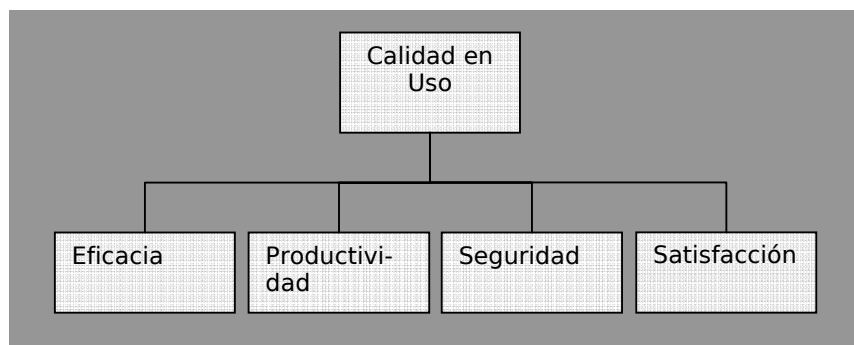 Calidad en
Uso
Eficacia
Productivi-
dad
Seguridad
Satisfacción